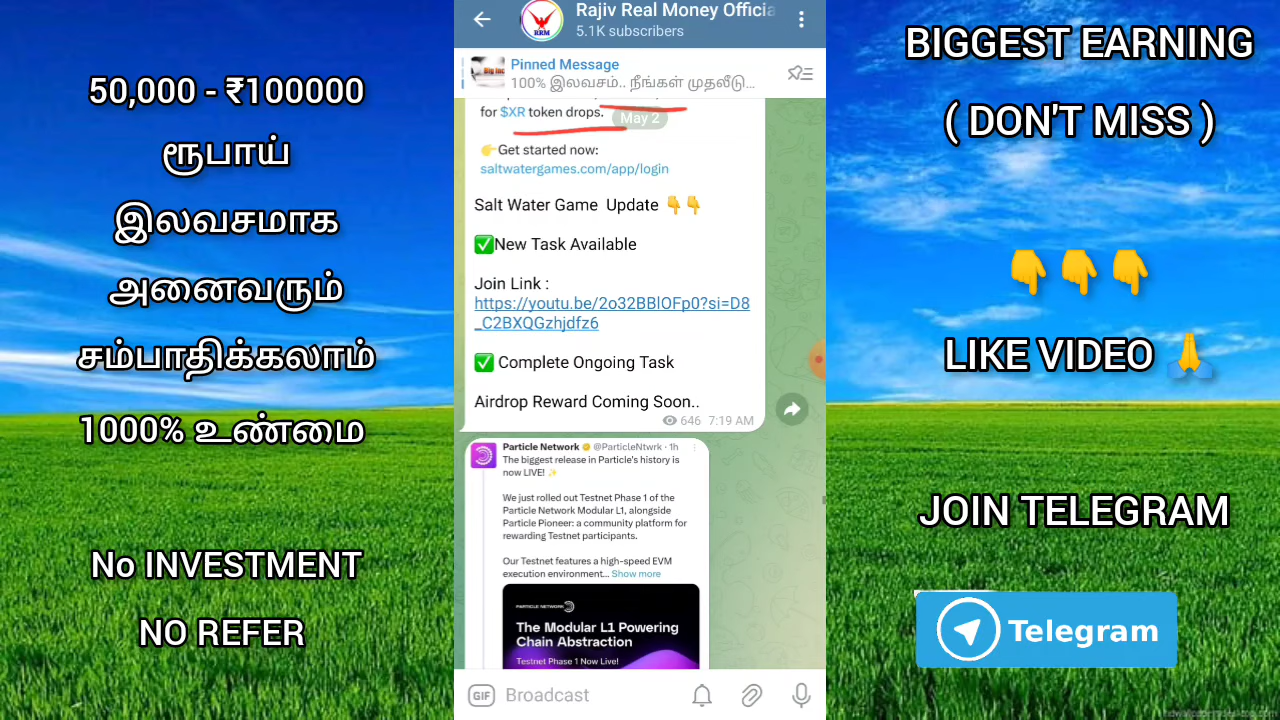 50,000 - ₹100000
ரூபாய்
இலவசமாக
அனைவரும்
சம்பாதிக்கலாம்
1000% உண்மை
No INVESTMENT
NO REFER
Rajiv Real Money Officia
5.1K subscribers
RRM
Pinned Message
100% இலவசம்.. நீங்கள் முதலீடு...
for $XR token drops.
May 2
👉Get started now:
saltwatergames.com/app/login
Salt Water Game Update 👇👇
✅New Task Available
Join Link :
https://youtu.be/2o32BBlOFp0?si=D8
_C2BXQGzhjdfz6
✅ Complete Ongoing Task
Airdrop Reward Coming Soon..
646 7:19 AM
Particle Network @ParticleNtwrk · 1h
The biggest release in Particle's history is
now LIVE! ✨
We just rolled out Testnet Phase 1 of the
Particle Network Modular L1, alongside
Particle Pioneer: a community platform for
rewarding Testnet participants.
Our Testnet features a high-speed EVM
execution environment... Show more
PARTICLE NETWORK
The Modular L1 Powering
Chain Abstraction
Testnet Phase 1 Now Live!
GIF Broadcast
BIGGEST EARNING
( DON'T MISS )
👇👇👇
LIKE VIDEO 🙏
JOIN TELEGRAM
Telegram